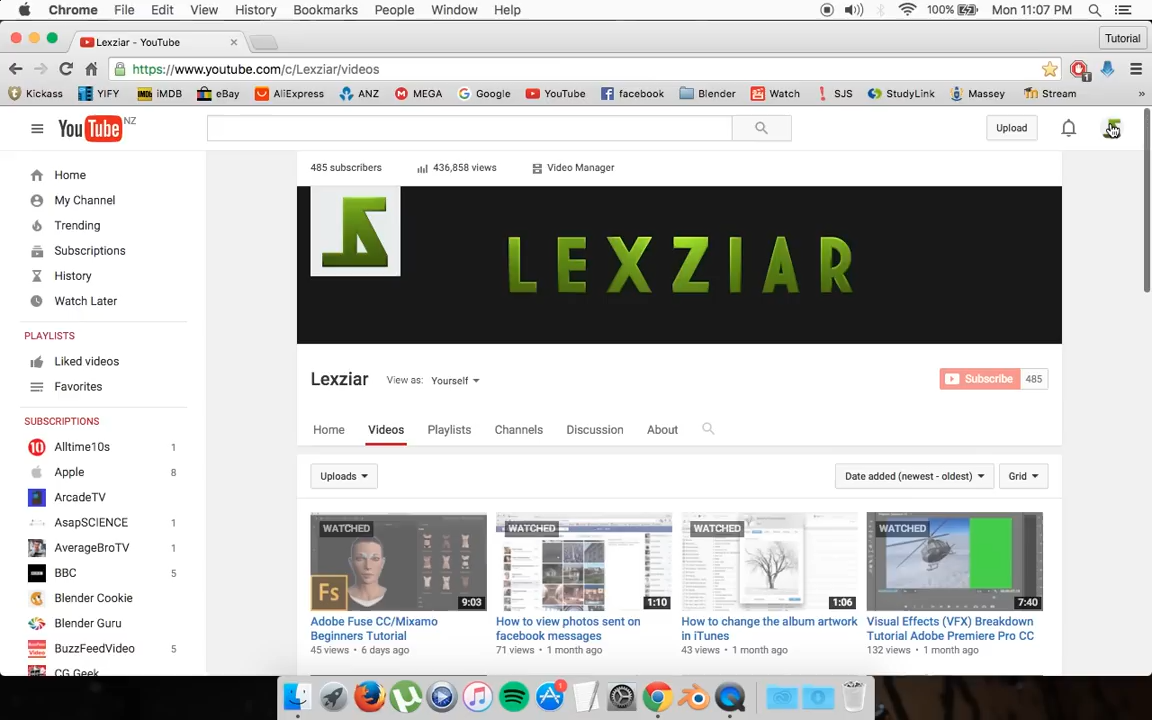 Chrome File Edit View History Bookmarks People Window Help 100% Mon 11:07 PM
Lexziar - YouTube Tutorial
https://www.youtube.com/c/Lexziar/videos 1
Kickass YIFY iMDB eBay AliExpress ANZ MEGA Google YouTube facebook Blender Watch SJS StudyLink Massey Stream »
YouTube NZ Upload
Home
My Channel
Trending
Subscriptions
History
Watch Later
PLAYLISTS
Liked videos
Favorites
SUBSCRIPTIONS
Alltime10s 1
Apple 8
ArcadeTV
AsapSCIENCE 1
AverageBroTV 1
BBC 5
Blender Cookie
Blender Guru
BuzzFeedVideo 5
CG Geek
485 subscribers 436,858 views Video Manager
LEXZIAR
Lexziar View as: Yourself Subscribe 485
Home Videos Playlists Channels Discussion About
Uploads Date added (newest - oldest) Grid
WATCHED WATCHED WATCHED WATCHED
Fs 9:03 1:10 1:06 7:40
Adobe Fuse CC/Mixamo
Beginners Tutorial
45 views • 6 days ago
How to view photos sent on
facebook messages
71 views • 1 month ago
How to change the album artwork
in iTunes
43 views • 1 month ago
Visual Effects (VFX) Breakdown
Tutorial Adobe Premiere Pro CC
132 views • 1 month ago
1